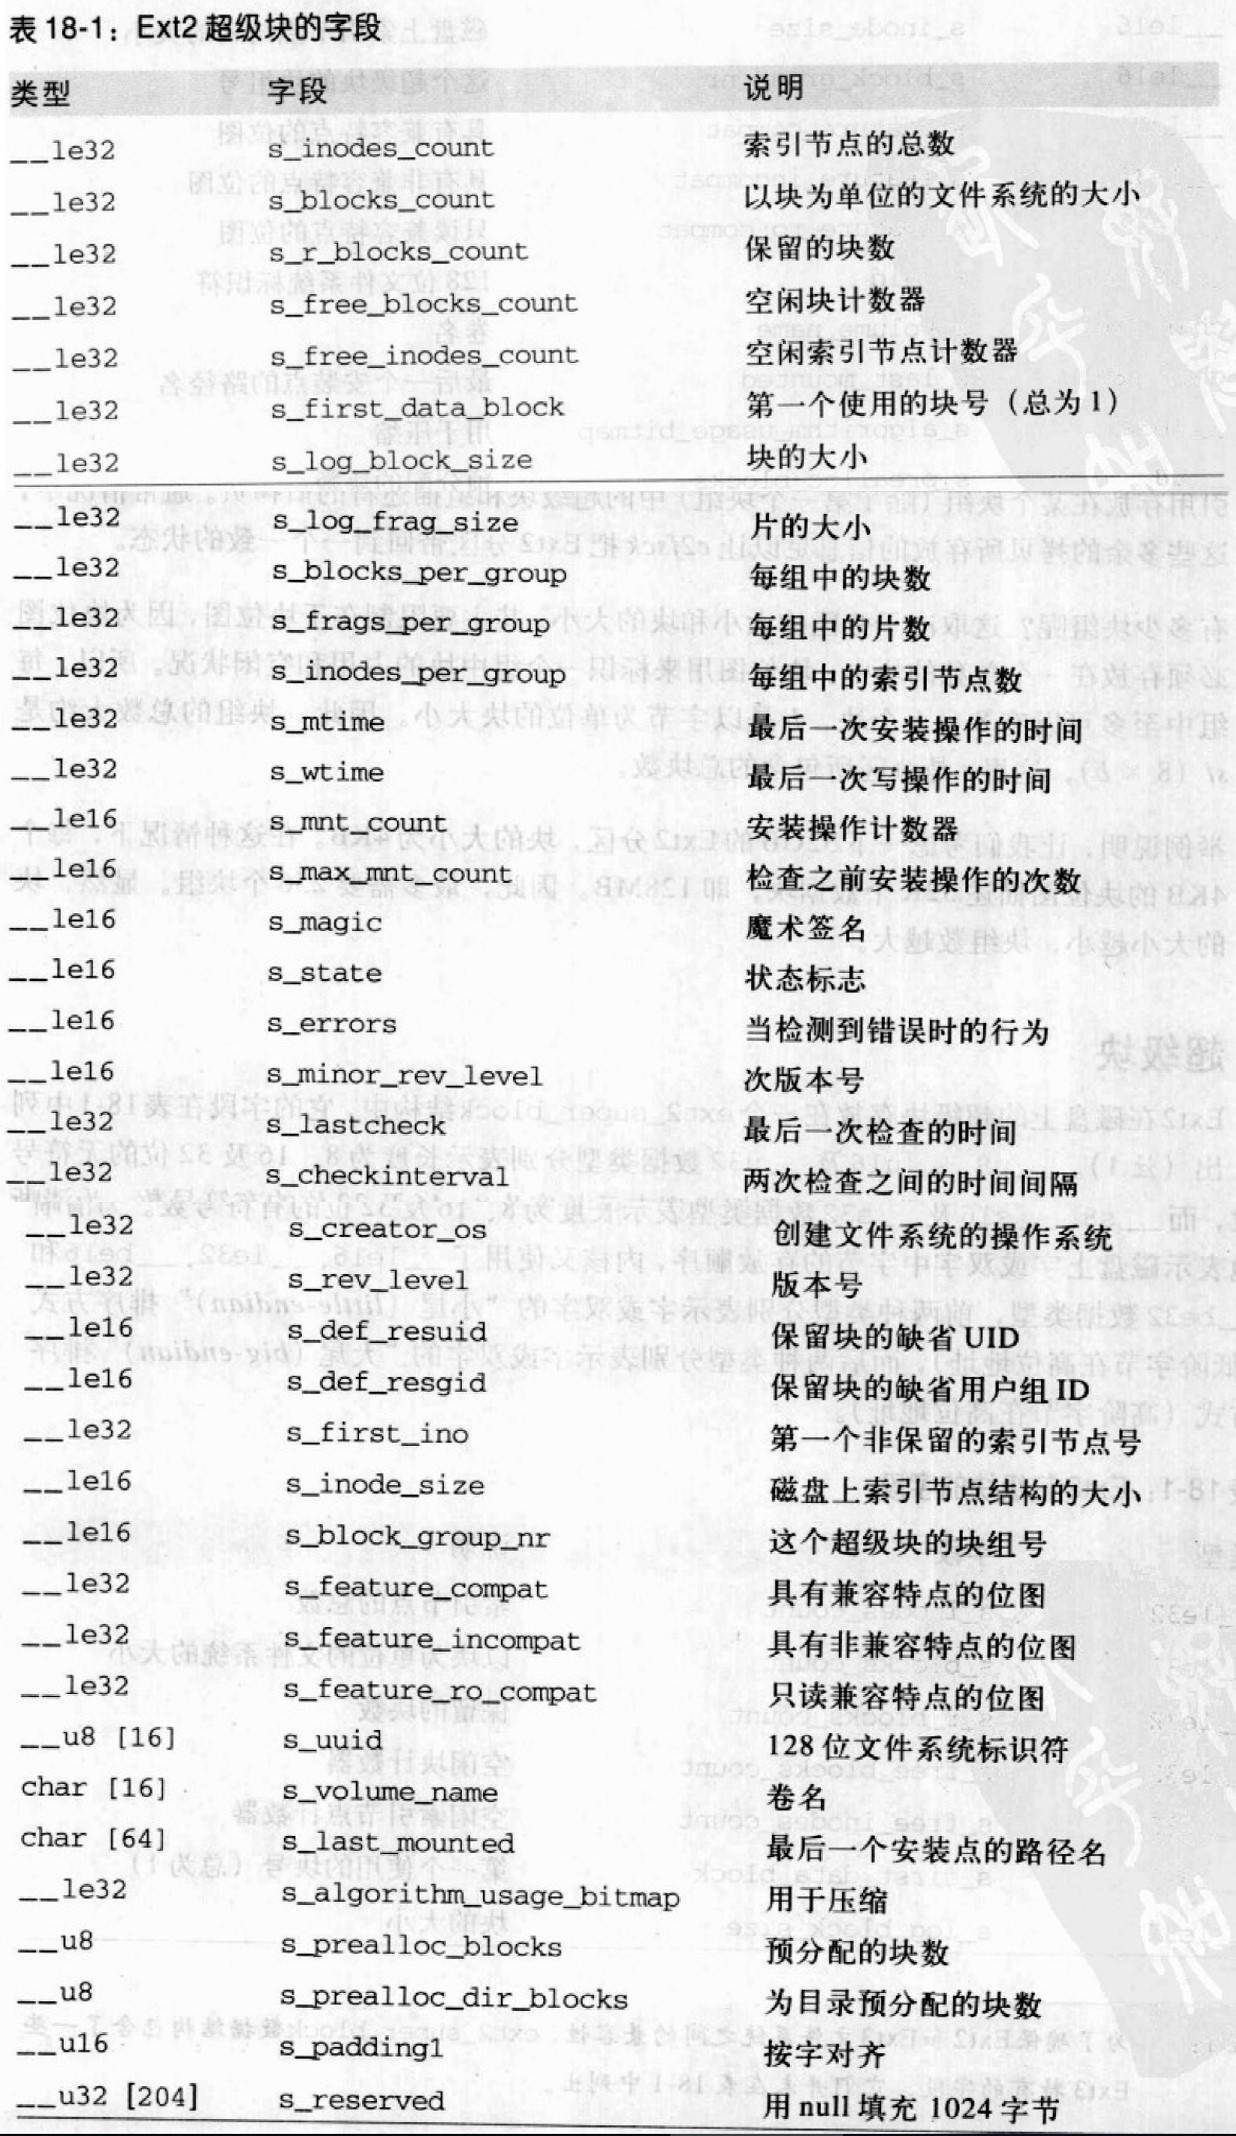 表 18-1：Ext2 超级块的字段
类型 字段 说明
__le32 s_inodes_count 索引节点的总数
__le32 s_blocks_count 以块为单位的文件系统的大小
__le32 s_r_blocks_count 保留的块数
__le32 s_free_blocks_count 空闲块计数器
__le32 s_free_inodes_count 空闲索引节点计数器
__le32 s_first_data_block 第一个使用的块号（总为1）
__le32 s_log_block_size 块的大小
__le32 s_log_frag_size 片的大小
__le32 s_blocks_per_group 每组中的块数
__le32 s_frags_per_group 每组中的片数
__le32 s_inodes_per_group 每组中的索引节点数
__le32 s_mtime 最后一次安装操作的时间
__le32 s_wtime 最后一次写操作的时间
__le16 s_mnt_count 安装操作计数器
__le16 s_max_mnt_count 检查之前安装操作的次数
__le16 s_magic 魔术签名
__le16 s_state 状态标志
__le16 s_errors 当检测到错误时的行为
__le16 s_minor_rev_level 次版本号
__le32 s_lastcheck 最后一次检查的时间
__le32 s_checkinterval 两次检查之间的时间间隔
__le32 s_creator_os 创建文件系统的操作系统
__le32 s_rev_level 版本号
__le16 s_def_resuid 保留块的缺省 UID
__le16 s_def_resgid 保留块的缺省用户组 ID
__le32 s_first_ino 第一个非保留的索引节点号
__le16 s_inode_size 磁盘上索引节点结构的大小
__le16 s_block_group_nr 这个超级块的块组号
__le32 s_feature_compat 具有兼容特点的位图
__le32 s_feature_incompat 具有非兼容特点的位图
__le32 s_feature_ro_compat 只读兼容特点的位图
__u8 [16] s_uuid 128 位文件系统标识符
char [16] s_volume_name 卷名
char [64] s_last_mounted 最后一个安装点的路径名
__le32 s_algorithm_usage_bitmap 用于压缩
__u8 s_prealloc_blocks 预分配的块数
__u8 s_prealloc_dir_blocks 为目录预分配的块数
__u16 s_padding1 按字对齐
__u32 [204] s_reserved 用 null 填充 1024 字节